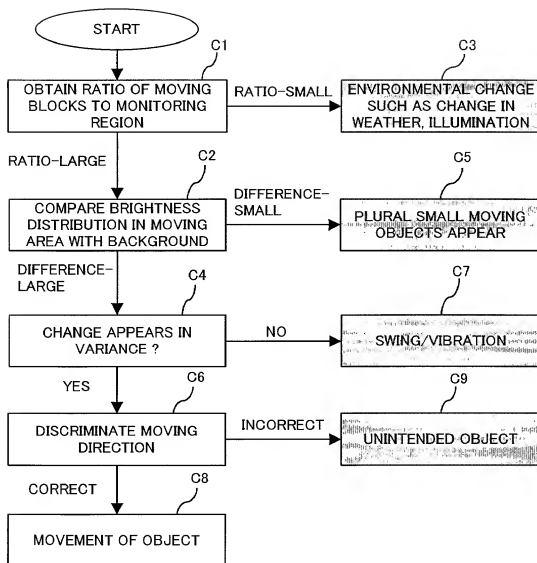 START
C1
OBTAIN RATIO OF MOVING
BLOCKS TO MONITORING
REGION
RATIO-SMALL
C3
ENVIRONMENTAL CHANGE
SUCH AS CHANGE IN
WEATHER, ILLUMINATION
RATIO-LARGE
C2
COMPARE BRIGHTNESS
DISTRIBUTION IN MOVING
AREA WITH BACKGROUND
DIFFERENCE-
SMALL
C5
PLURAL SMALL MOVING
OBJECTS APPEAR
DIFFERENCE-
LARGE
C4
CHANGE APPEARS IN
VARIANCE ?
NO
C7
SWING/VIBRATION
YES
C6
DISCRIMINATE MOVING
DIRECTION
INCORRECT
C9
UNINTENDED OBJECT
CORRECT
C8
MOVEMENT OF OBJECT